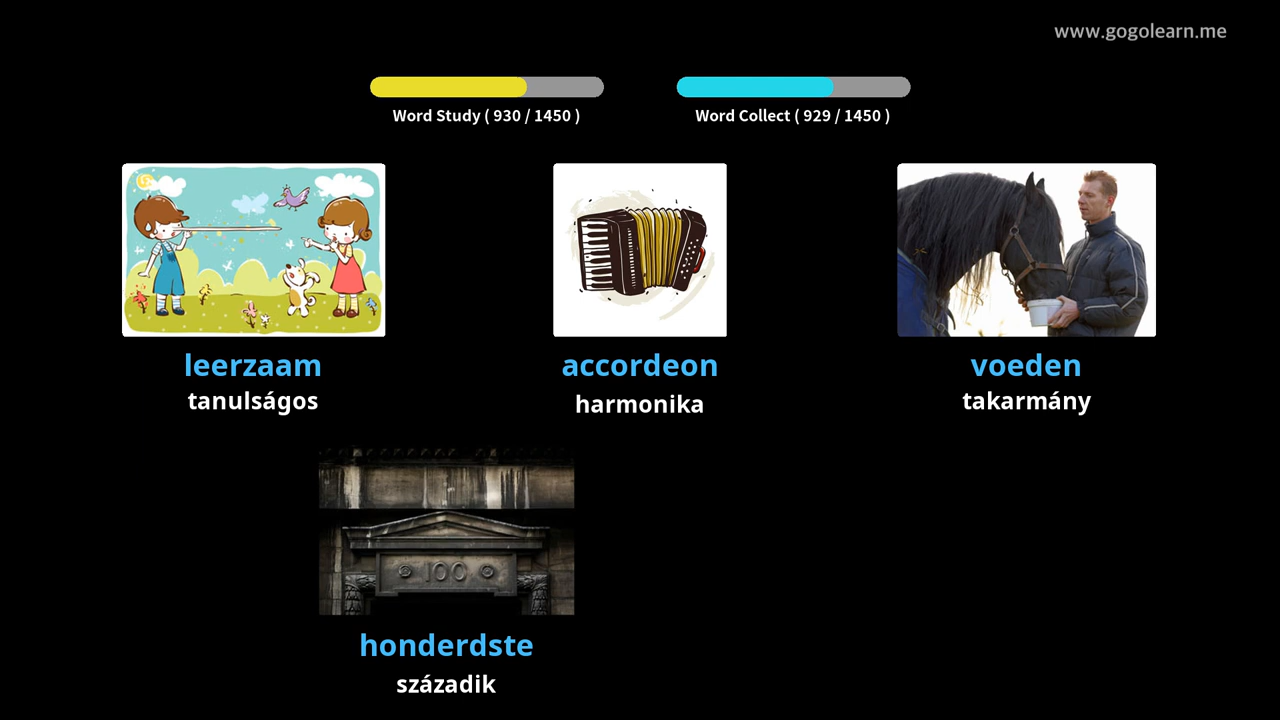 www.gogolearn.me
Word Study ( 930 / 1450 )
Word Collect ( 929 / 1450 )
leerzaam
tanulságos
accordeon
harmonika
voeden
takarmány
100
honderdste
századik